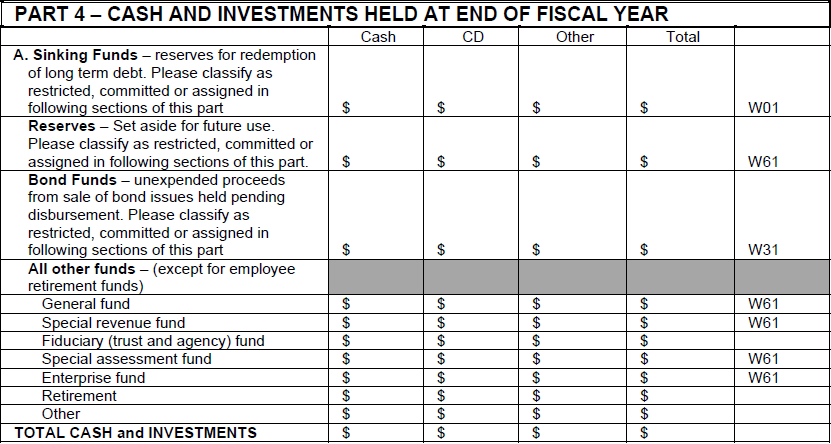 PART 4 – CASH AND INVESTMENTS HELD AT END OF FISCAL YEAR
Cash CD Other Total
A. Sinking Funds – reserves for redemption
of long term debt. Please classify as
restricted, committed or assigned in
following sections of this part $ $ $ $ W01
Reserves – Set aside for future use.
Please classify as restricted, committed or
assigned in following sections of this part. $ $ $ $ W61
Bond Funds – unexpended proceeds
from sale of bond issues held pending
disbursement. Please classify as
restricted, committed or assigned in
following sections of this part $ $ $ $ W31
All other funds – (except for employee
retirement funds)
General fund $ $ $ $ W61
Special revenue fund $ $ $ $ W61
Fiduciary (trust and agency) fund $ $ $ $
Special assessment fund $ $ $ $ W61
Enterprise fund $ $ $ $ W61
Retirement $ $ $ $
Other $ $ $ $
TOTAL CASH and INVESTMENTS $ $ $ $